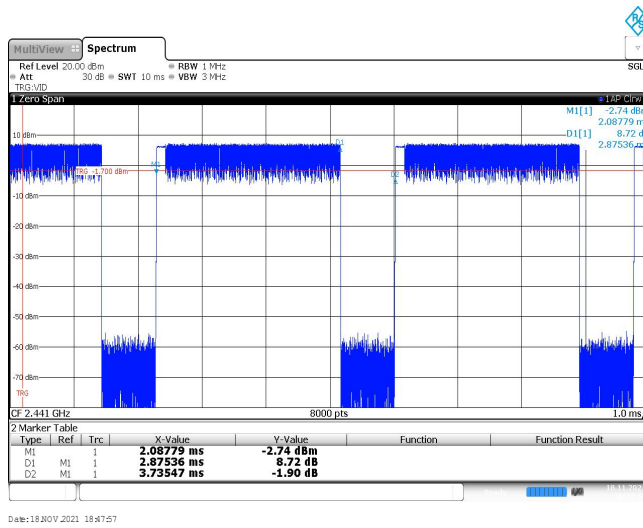 MultiView Spectrum
Ref Level 20.00 dBm RBW 1 MHz SGL
Att 30 dB SWT 10 ms VBW 3 MHz
TRG:VID
1 Zero Span 1AP Clrw
M1[1] -2.74 dB
2.08779 m
D1[1] 8.72 d
2.87536 m
10 dBm
D1
M1
TRG -1.700 dBm
D2
-10 dBm
-20 dBm
-30 dBm
-40 dBm
-50 dBm
-60 dBm
-70 dBm
TRG
CF 2.441 GHz 8000 pts 1.0 ms
2 Marker Table
Type Ref Trc X-Value Y-Value Function Function Result
M1 1 2.08779 ms -2.74 dBm
D1 M1 1 2.87536 ms 8.72 dB
D2 M1 1 3.73547 ms -1.90 dB
Date: 18.NOV.2021 18:47:57